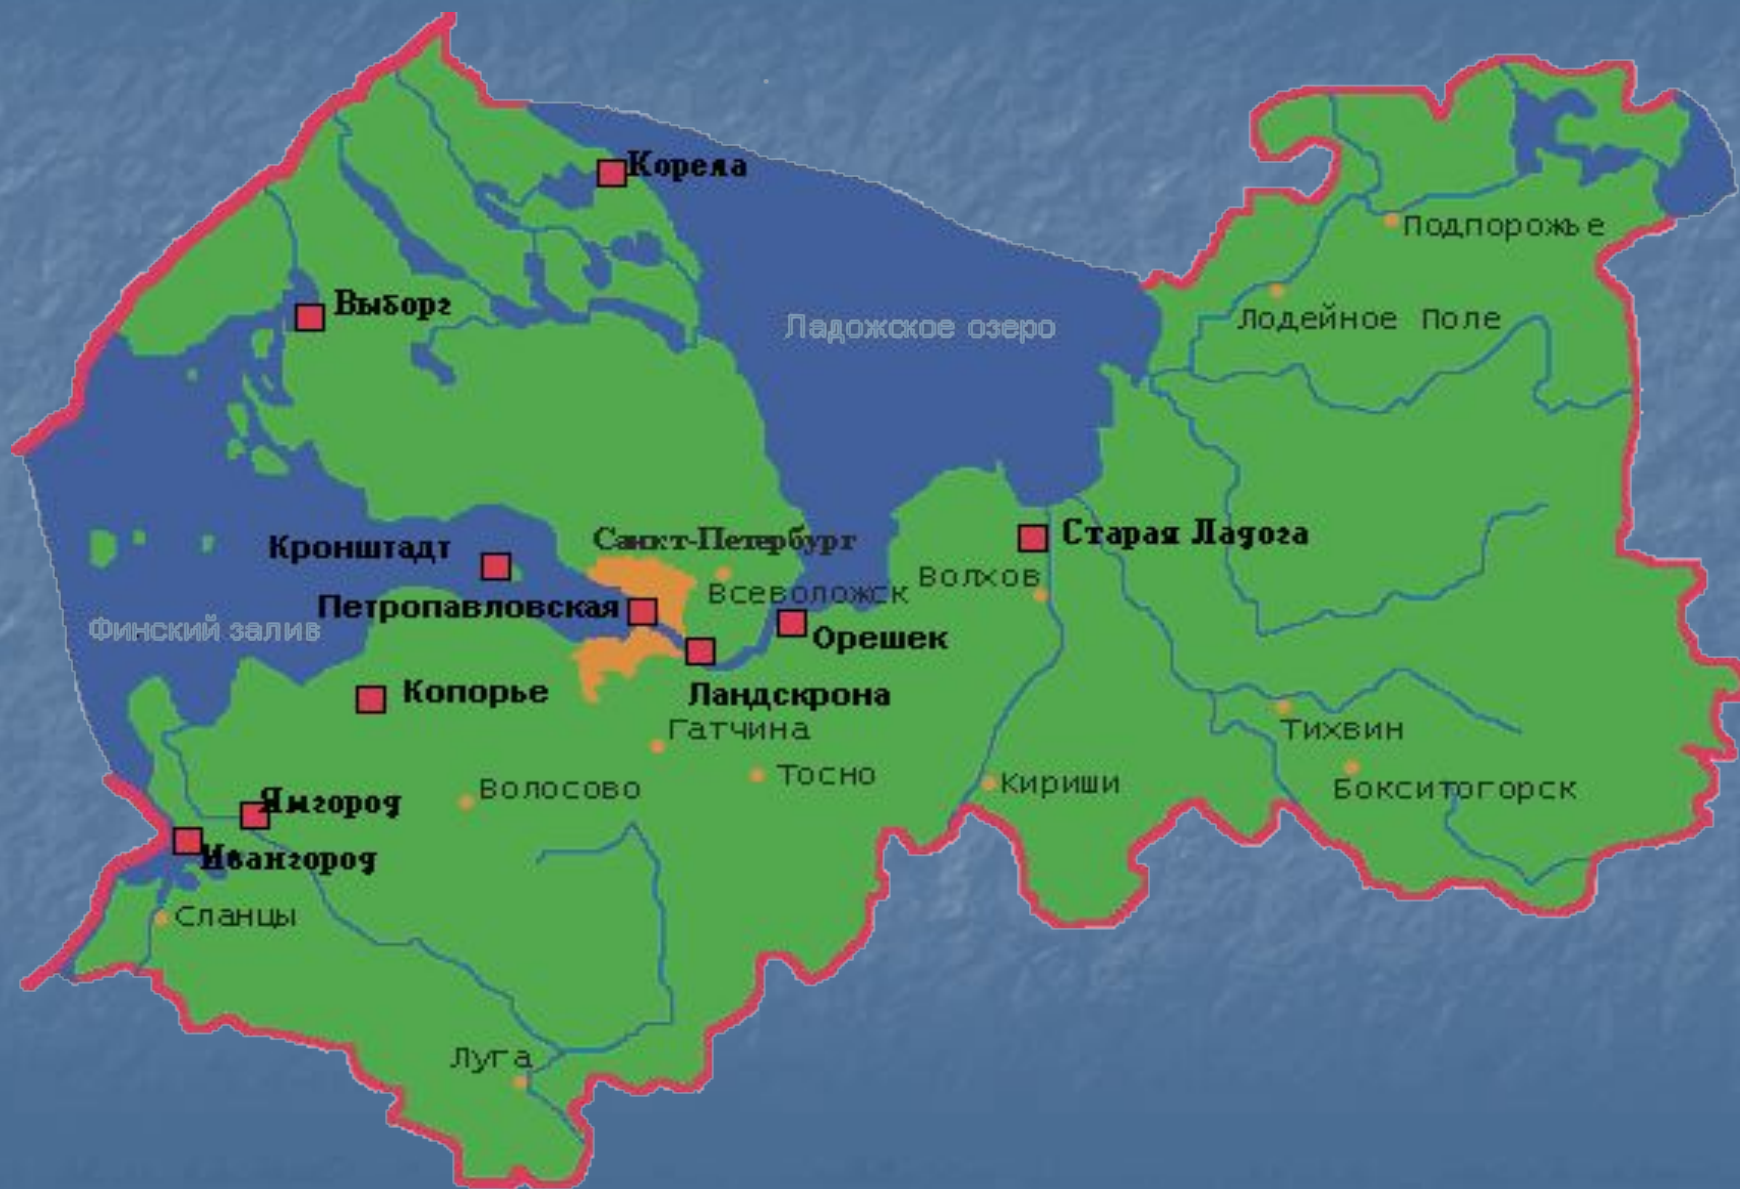 Корела
Подпорожье
Выборг
Ладожское озеро
Лодейное Поле
Кронштадт
Санкт-Петербург
Старая Ладога
Волхов
Всеволожск
Петропавловская
Финский залив
Орешек
Копорье
Ландскрона
Гатчина
Тихвин
Тосно
Кириши
Волосово
Бокситогорск
Ямгород
Ивангород
Сланцы
Луга